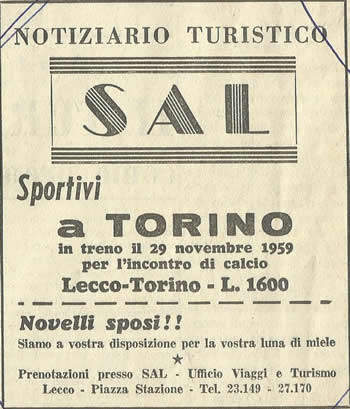 NOTIZIARIO TURISTICO
SAL
Sportivi
a TORINO
in treno il 29 novembre 1959
per l'incontro di calcio
Lecco-Torino - L. 1600
Novelli sposi!!
Siamo a vostra disposizione per la vostra luna di miele
★
Prenotazioni presso SAL - Ufficio Viaggi e Turismo
Lecco - Piazza Stazione - Tel. 23.149 - 27.170